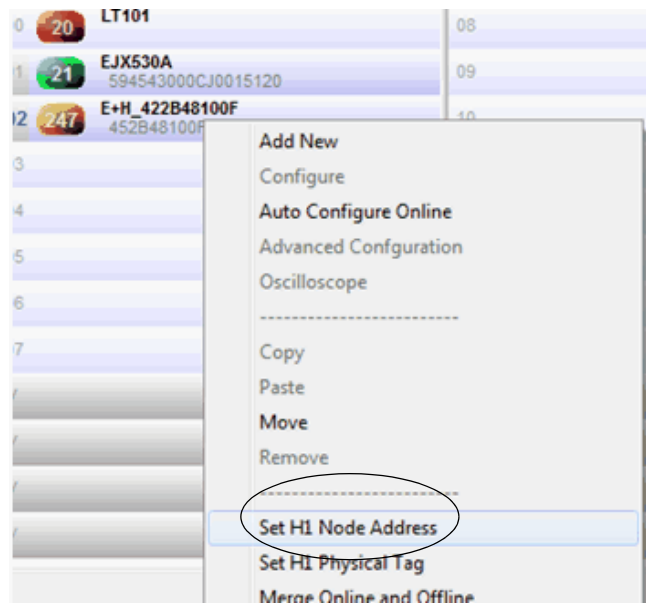 0 20 LT101 08
1 21 EJX530A 09
594543000CJ0015120
02 247 E+H_422B48100F 10
452B48100F
Add New
3
Configure
4
Auto Configure Online
5
Advanced Confguration
Oscilloscope
6
-------------------------
7
Copy
Paste
Move
Remove
-------------------------
Set H1 Node Address
Set H1 Physical Tag
Merge Online and Offline